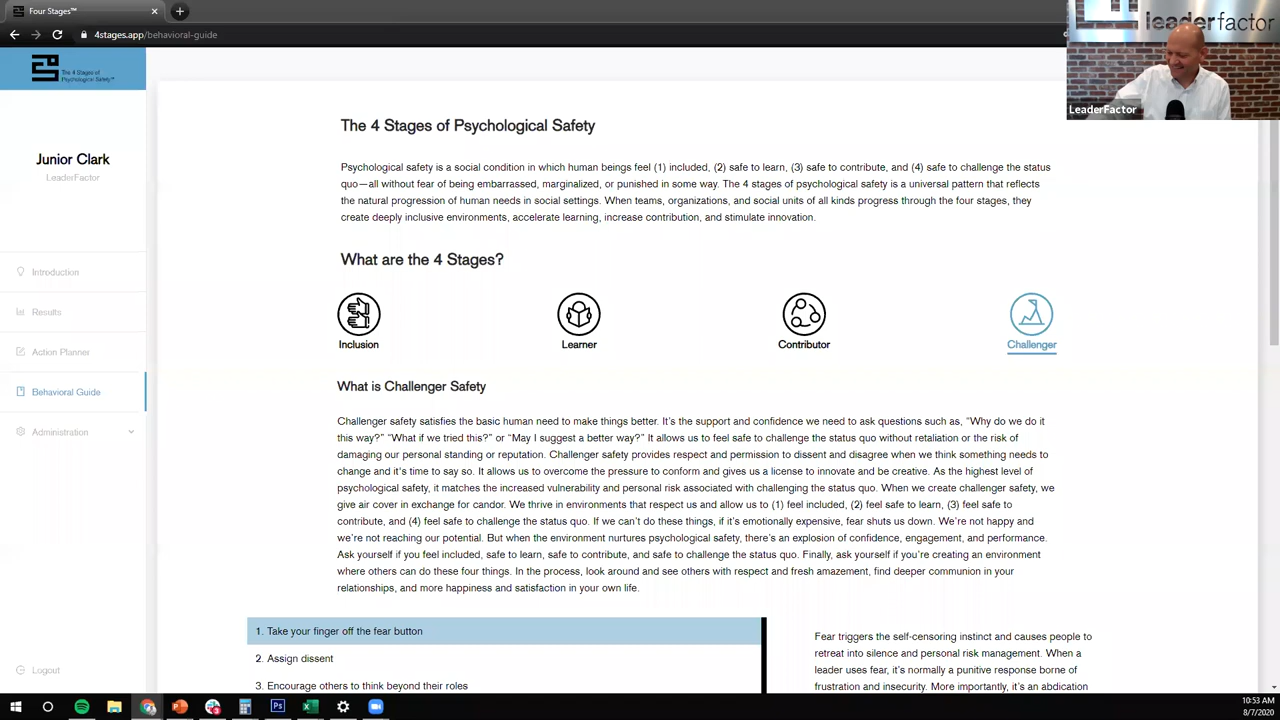 Four Stages™
4stages.app/behavioral-guide
leaderfactor
LeaderFactor
The 4 Stages of
Psychological Safety™
Junior Clark
LeaderFactor
Introduction
Results
Action Planner
Behavioral Guide
Administration
Logout
The 4 Stages of Psychological Safety
Psychological safety is a social condition in which human beings feel (1) included, (2) safe to learn, (3) safe to contribute, and (4) safe to challenge the status
quo—all without fear of being embarrassed, marginalized, or punished in some way. The 4 stages of psychological safety is a universal pattern that reflects
the natural progression of human needs in social settings. When teams, organizations, and social units of all kinds progress through the four stages, they
create deeply inclusive environments, accelerate learning, increase contribution, and stimulate innovation.
What are the 4 Stages?
Inclusion
Learner
Contributor
Challenger
What is Challenger Safety
Challenger safety satisfies the basic human need to make things better. It's the support and confidence we need to ask questions such as, "Why do we do it
this way?" "What if we tried this?" or "May I suggest a better way?" It allows us to feel safe to challenge the status quo without retaliation or the risk of
damaging our personal standing or reputation. Challenger safety provides respect and permission to dissent and disagree when we think something needs to
change and it's time to say so. It allows us to overcome the pressure to conform and gives us a license to innovate and be creative. As the highest level of
psychological safety, it matches the increased vulnerability and personal risk associated with challenging the status quo. When we create challenger safety, we
give air cover in exchange for candor. We thrive in environments that respect us and allow us to (1) feel included, (2) feel safe to learn, (3) feel safe to
contribute, and (4) feel safe to challenge the status quo. If we can't do these things, if it's emotionally expensive, fear shuts us down. We're not happy and
we're not reaching our potential. But when the environment nurtures psychological safety, there's an explosion of confidence, engagement, and performance.
Ask yourself if you feel included, safe to learn, safe to contribute, and safe to challenge the status quo. Finally, ask yourself if you're creating an environment
where others can do these four things. In the process, look around and see others with respect and fresh amazement, find deeper communion in your
relationships, and more happiness and satisfaction in your own life.
1. Take your finger off the fear button
2. Assign dissent
3. Encourage others to think beyond their roles
Fear triggers the self-censoring instinct and causes people to
retreat into silence and personal risk management. When a
leader uses fear, it's normally a punitive response borne of
frustration and insecurity. More importantly, it's an abdication
10:53 AM
8/7/2020